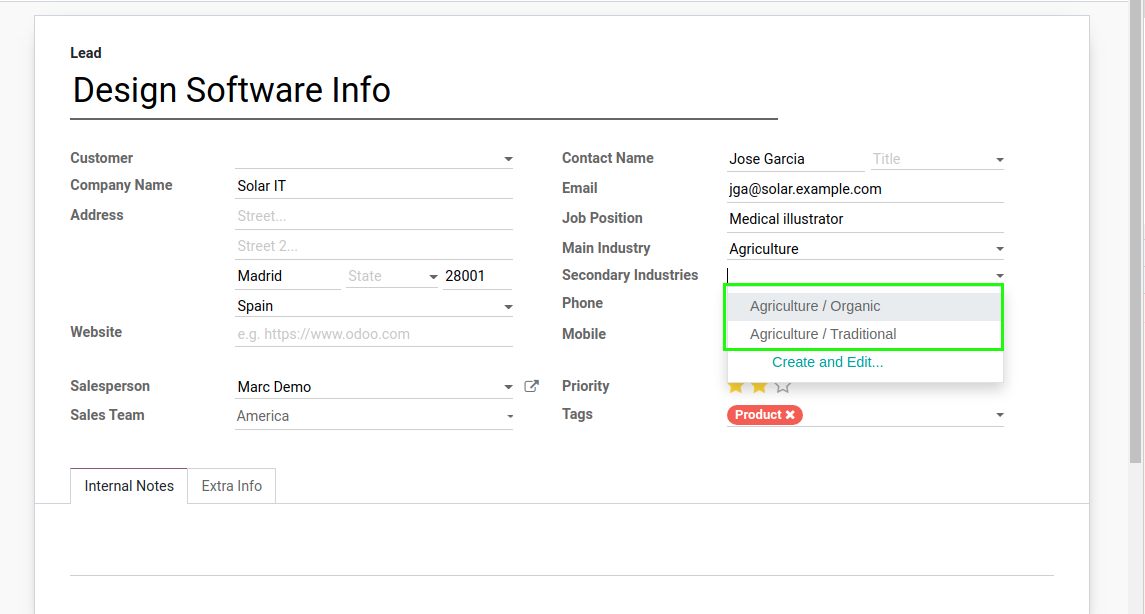 Lead
Design Software Info
Customer
Company Name Solar IT
Address Street...
Street 2...
Madrid State 28001
Spain
Website e.g. https://www.odoo.com
Salesperson Marc Demo
Sales Team America
Contact Name Jose Garcia Title
Email jga@solar.example.com
Job Position Medical illustrator
Main Industry Agriculture
Secondary Industries
Agriculture / Organic
Agriculture / Traditional
Create and Edit...
Phone
Mobile
Priority
Tags Product ✖
Internal Notes Extra Info